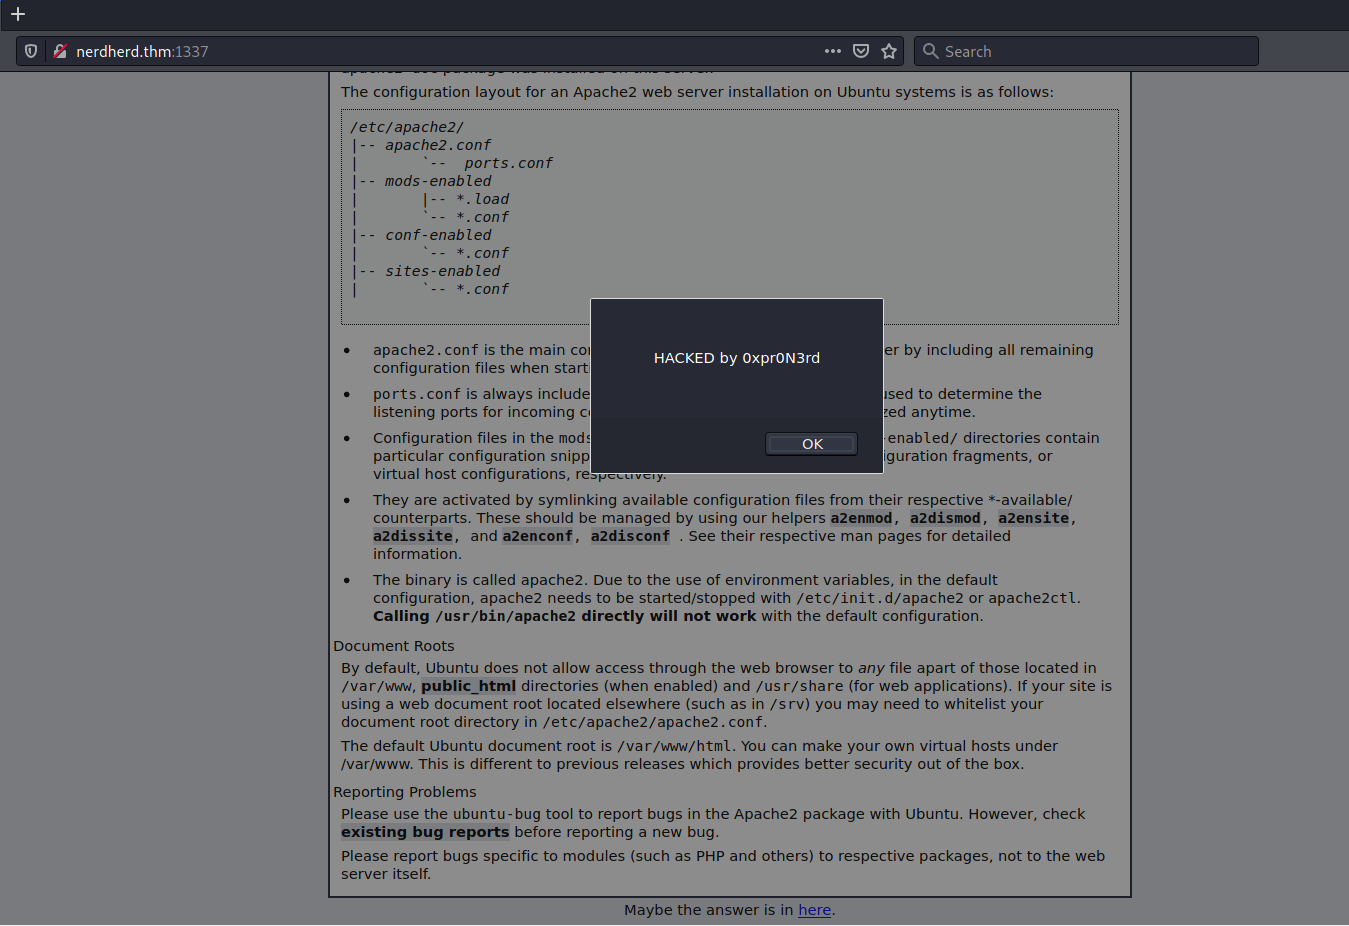 +
nerdherd.thm:1337
Search
apache2-doc package was installed on this server.
The configuration layout for an Apache2 web server installation on Ubuntu systems is as follows:
/etc/apache2/
|-- apache2.conf
|       `--  ports.conf
|-- mods-enabled
|       |-- *.load
|       `-- *.conf
|-- conf-enabled
|       `-- *.conf
|-- sites-enabled
|       `-- *.conf
HACKED by 0xpr0N3rd
OK
• apache2.conf is the main er by including all remaining
configuration files when
• ports.conf is always used to determine the
listening ports for incoming anytime.
• Configuration files in the -enabled/ directories contain
particular configuration fragments, or
virtual host configurations, respectively.
• They are activated by symlinking available configuration files from their respective *-available/
counterparts. These should be managed by using our helpers a2enmod, a2dismod, a2ensite,
a2dissite, and a2enconf, a2disconf . See their respective man pages for detailed
information.
• The binary is called apache2. Due to the use of environment variables, in the default
configuration, apache2 needs to be started/stopped with /etc/init.d/apache2 or apache2ctl.
Calling /usr/bin/apache2 directly will not work with the default configuration.
Document Roots
By default, Ubuntu does not allow access through the web browser to any file apart of those located in
/var/www, public_html directories (when enabled) and /usr/share (for web applications). If your site is
using a web document root located elsewhere (such as in /srv) you may need to whitelist your
document root directory in /etc/apache2/apache2.conf.
The default Ubuntu document root is /var/www/html. You can make your own virtual hosts under
/var/www. This is different to previous releases which provides better security out of the box.
Reporting Problems
Please use the ubuntu-bug tool to report bugs in the Apache2 package with Ubuntu. However, check
existing bug reports before reporting a new bug.
Please report bugs specific to modules (such as PHP and others) to respective packages, not to the web
server itself.
Maybe the answer is in here.